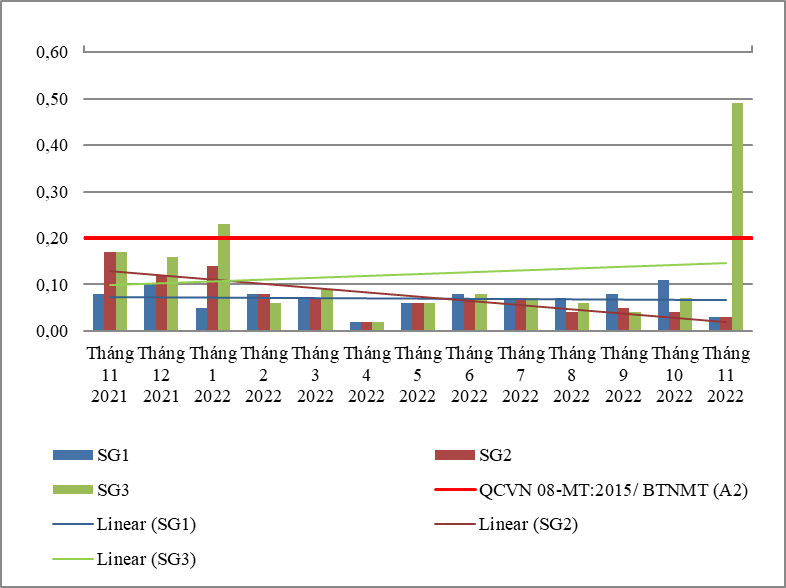 0,60
0,50
0,40
0,30
0,20
0,10
0,00
Tháng Tháng Tháng Tháng Tháng Tháng Tháng Tháng Tháng Tháng Tháng Tháng Tháng
11 12 1 2 3 4 5 6 7 8 9 10 11
2021 2021 2022 2022 2022 2022 2022 2022 2022 2022 2022 2022 2022
SG1 SG2
SG3 QCVN 08-MT:2015/ BTNMT (A2)
Linear (SG1) Linear (SG2)
Linear (SG3)